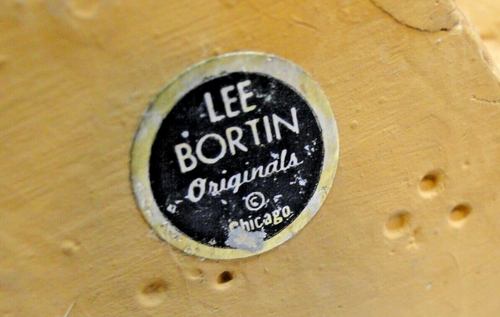 LEE
BORTIN
Originals
©
Chicago